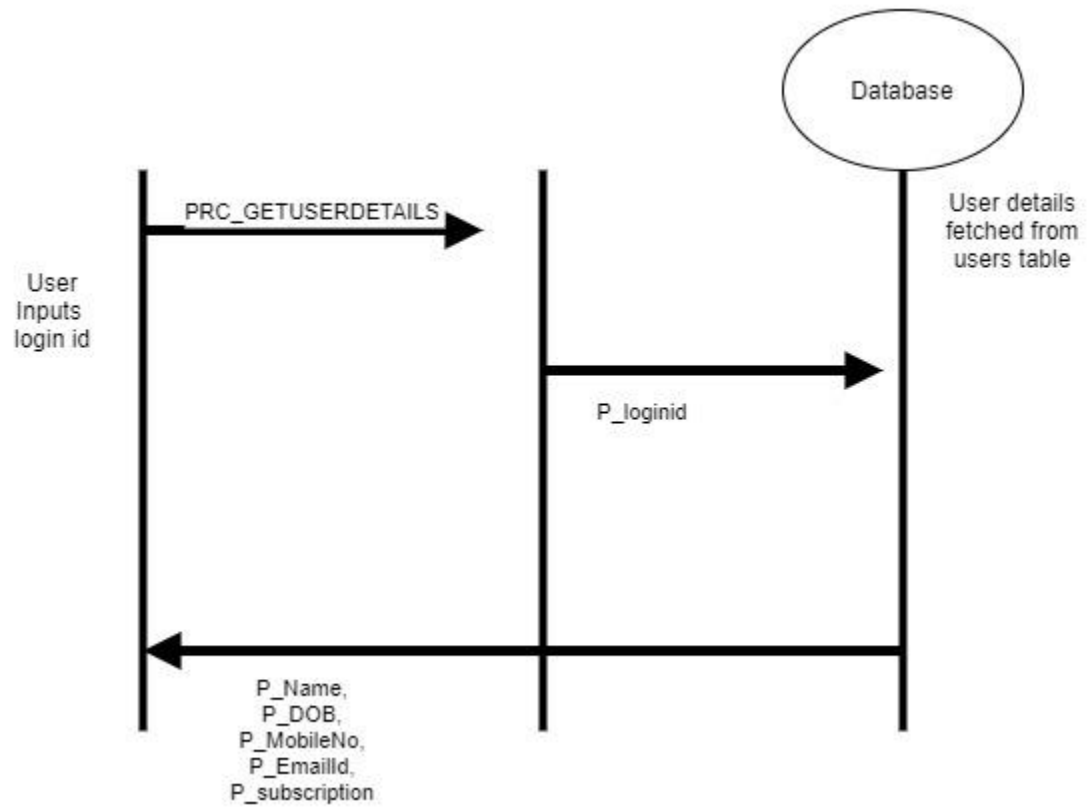 Database
PRC_GETUSERDETAILS
User details
fetched from
users table
User
Inputs
login id
P_loginid
P_Name,
P_DOB,
P_MobileNo,
P_EmailId,
P_subscription